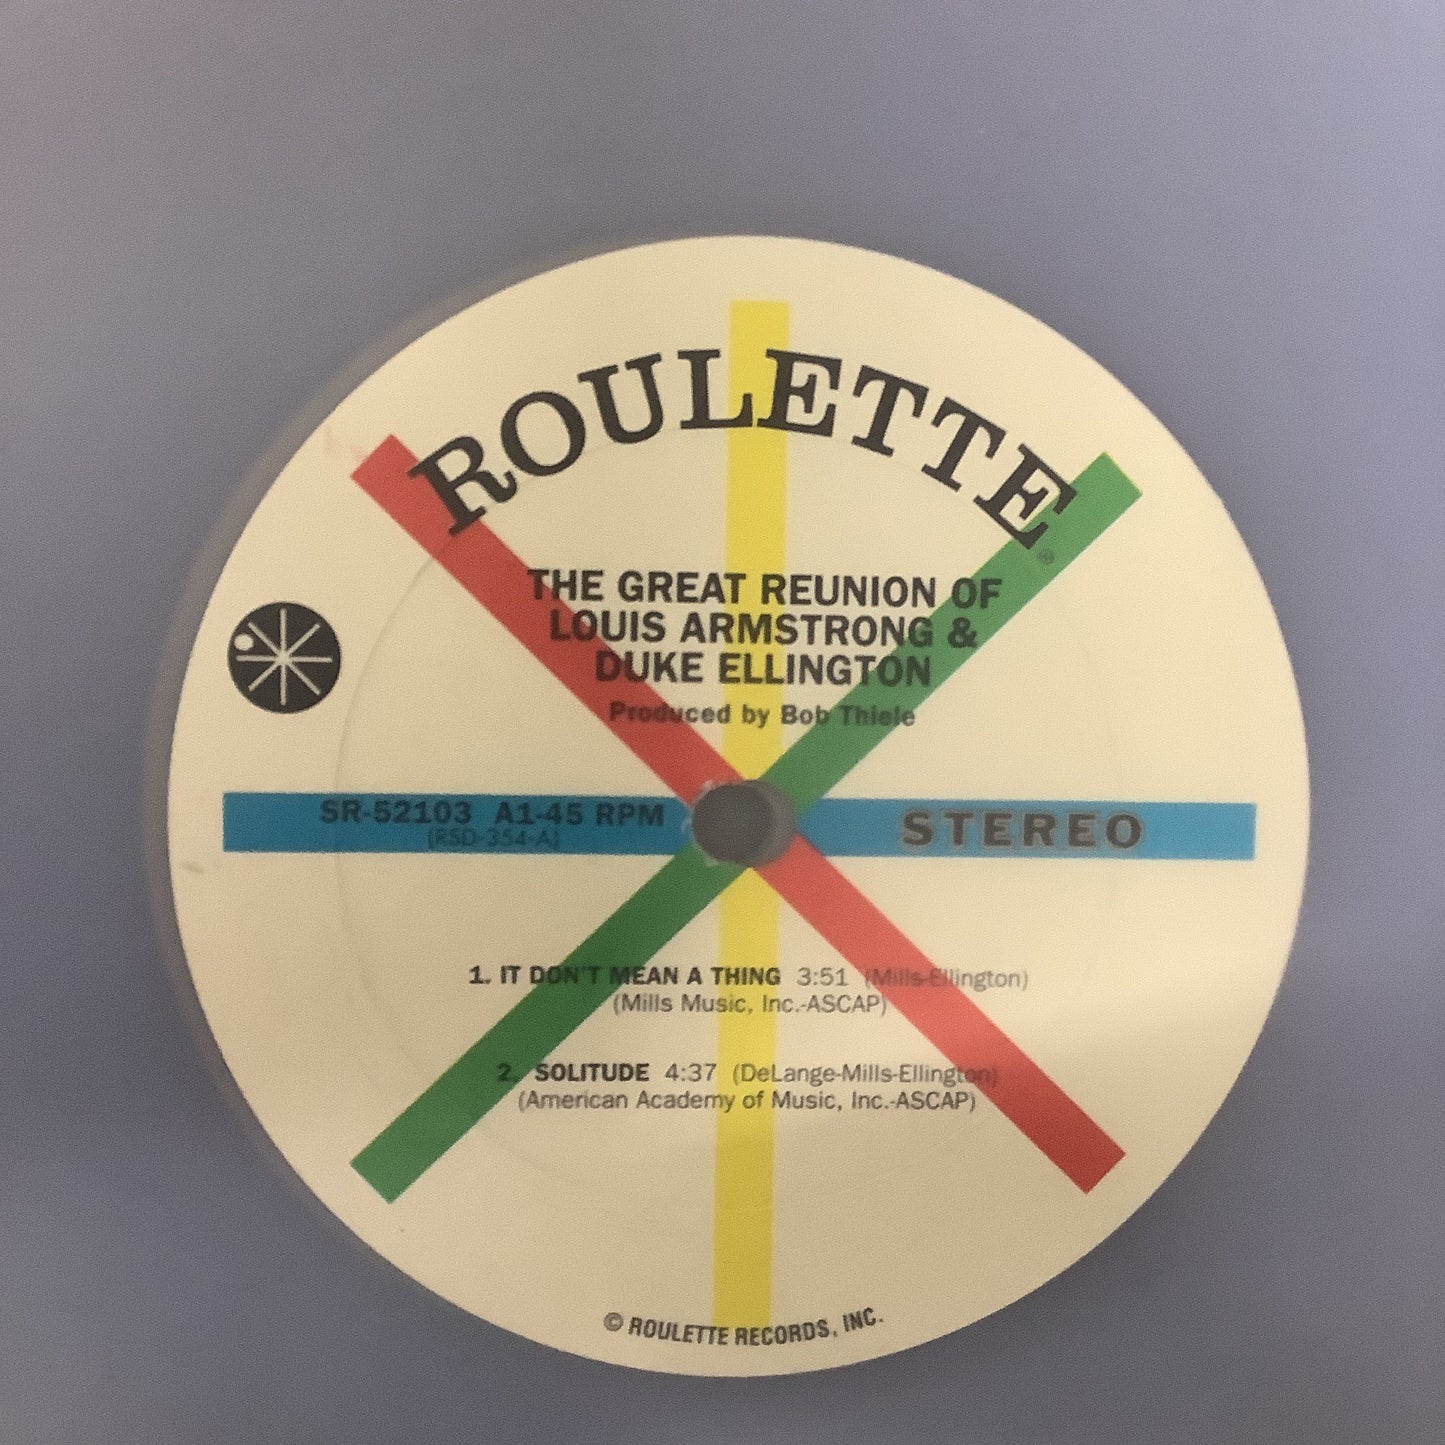 ROULETTE®
THE GREAT REUNION OF
LOUIS ARMSTRONG &
DUKE ELLINGTON
Produced by Bob Thiele
SR-52103 A1-45 RPM
(RSD-354-A)
STEREO
1. IT DON'T MEAN A THING 3:51 (Mills-Ellington)
(Mills Music, Inc.-ASCAP)
2. SOLITUDE 4:37 (DeLange-Mills-Ellington)
(American Academy of Music, Inc.-ASCAP)
© ROULETTE RECORDS, INC.